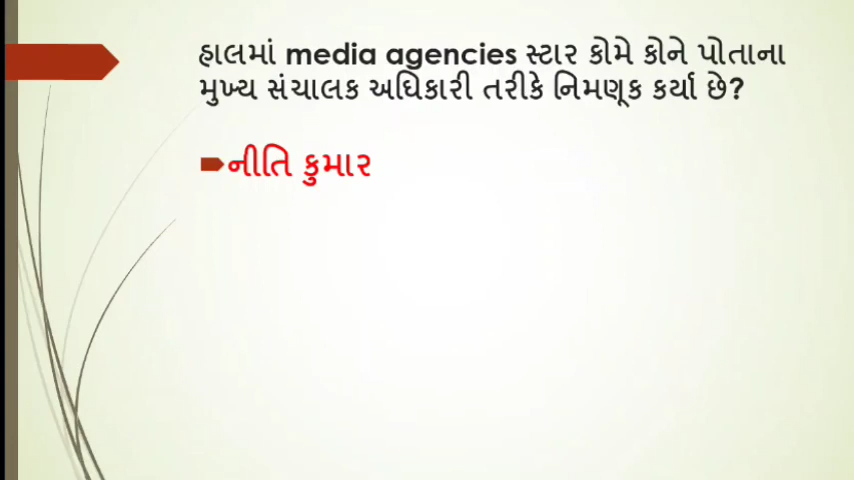 હાલમાં media agencies સ્ટાર કોમે કોને પોતાના
મુખ્ય સંચાલક અધિકારી તરીકે નિમણૂક કર્યા છે?
નીતિ કુમાર